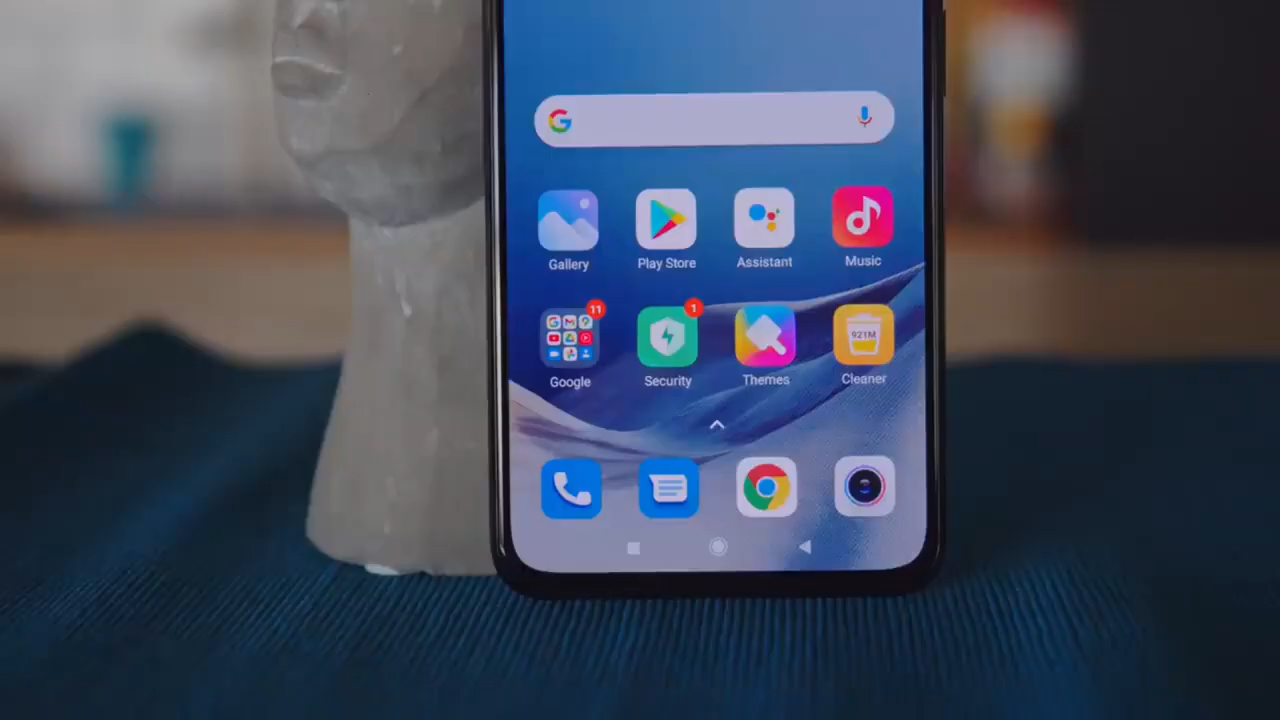 G
Gallery
Play Store
Assistant
Music
11
1
921M
Google
Security
Themes
Cleaner